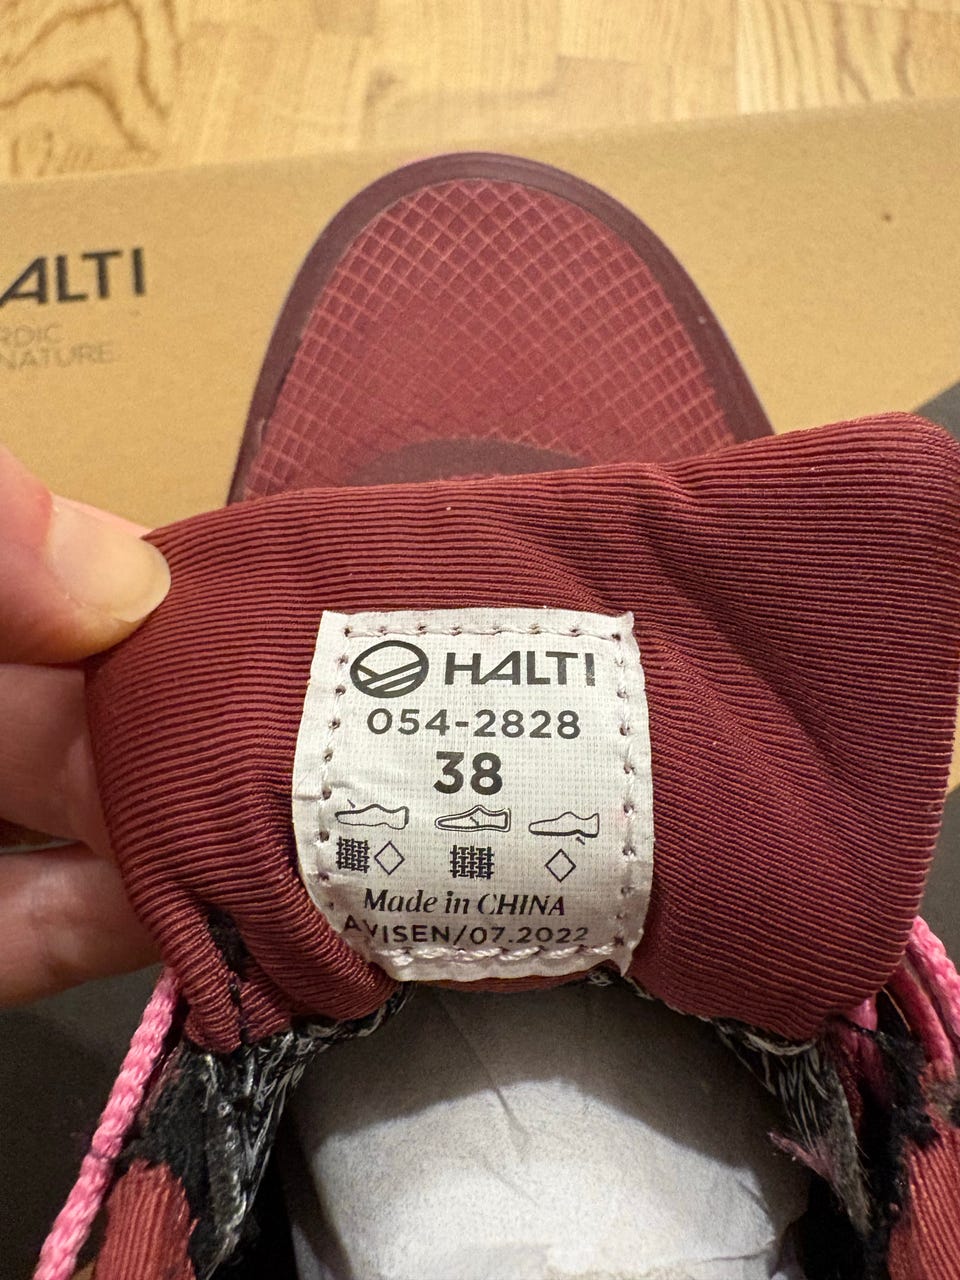 ALTI
RDIC
NATURE
HALTI
054-2828
38
Made in CHINA
AVISEN/07.2022